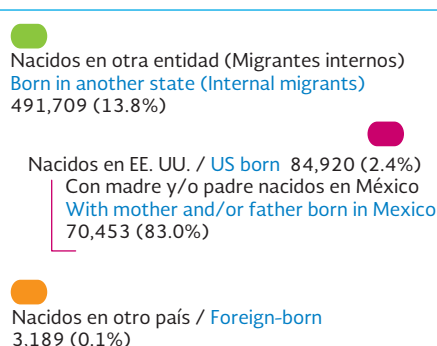 Nacidos en otra entidad (Migrantes internos)
Born in another state (Internal migrants)
491,709 (13.8%)
Nacidos en EE. UU. / US born 84,920 (2.4%)
Con madre y/o padre nacidos en México
With mother and/or father born in Mexico
70,453 (83.0%)
Nacidos en otro país / Foreign-born
3,189 (0.1%)